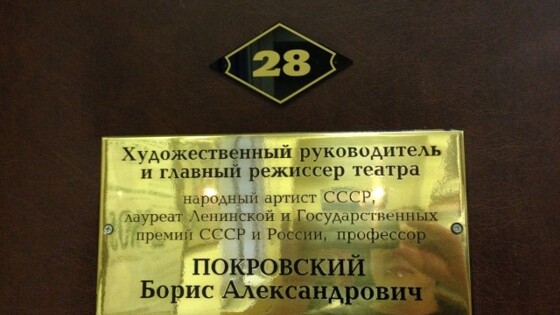 28
Художественный руководитель
и главный режиссер театра
народный артист СССР,
лауреат Ленинской и Государственных
премий СССР и России, профессор
ПОКРОВСКИЙ
Борис Александрович